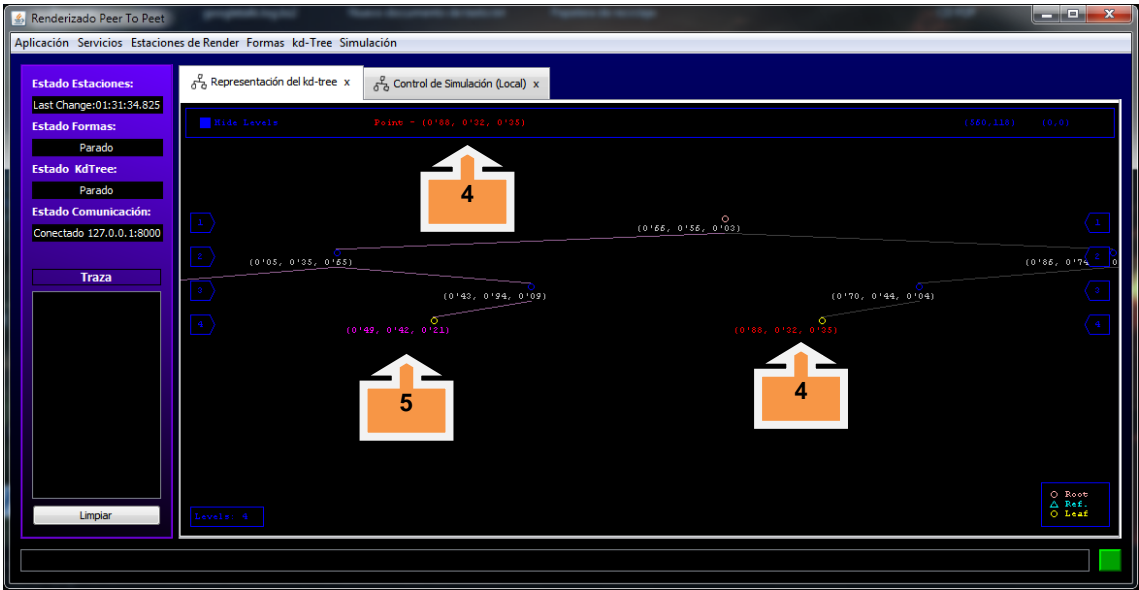 Renderizado Peer To Peet
Aplicación Servicios Estaciones de Render Formas kd-Tree Simulación
Estado Estaciones:
Last Change:01:31:34.825
Estado Formas:
Parado
Estado KdTree:
Parado
Estado Comunicación:
Conectado 127.0.0.1:8000
Traza
Limpiar
Representación del kd-tree x
Control de Simulación (Local) x
Hide Levels
Point - (0'88, 0'32, 0'35)
(0,0)
4
1
(0'66, 0'56, 0'03)
1
2
(0'05, 0'35, 0'65)
(0'86, 0'74
2
0
3
(0'43, 0'94, 0'09)
(0'70, 0'44, 0'04)
3
4
(0'49, 0'42, 0'21)
(0'88, 0'32, 0'35)
4
5
4
Levels: 4
Root
Ref.
Leaf